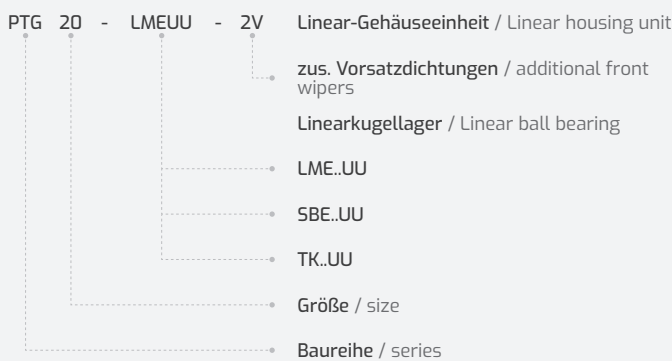 PTG 20 - LMEUU - 2V Linear-Gehäuseeinheit / Linear housing unit
zus. Vorsatzdichtungen / additional front
wipers
Linearkugellager / Linear ball bearing
LME..UU
SBE..UU
TK..UU
Größe / size
Baureihe / series